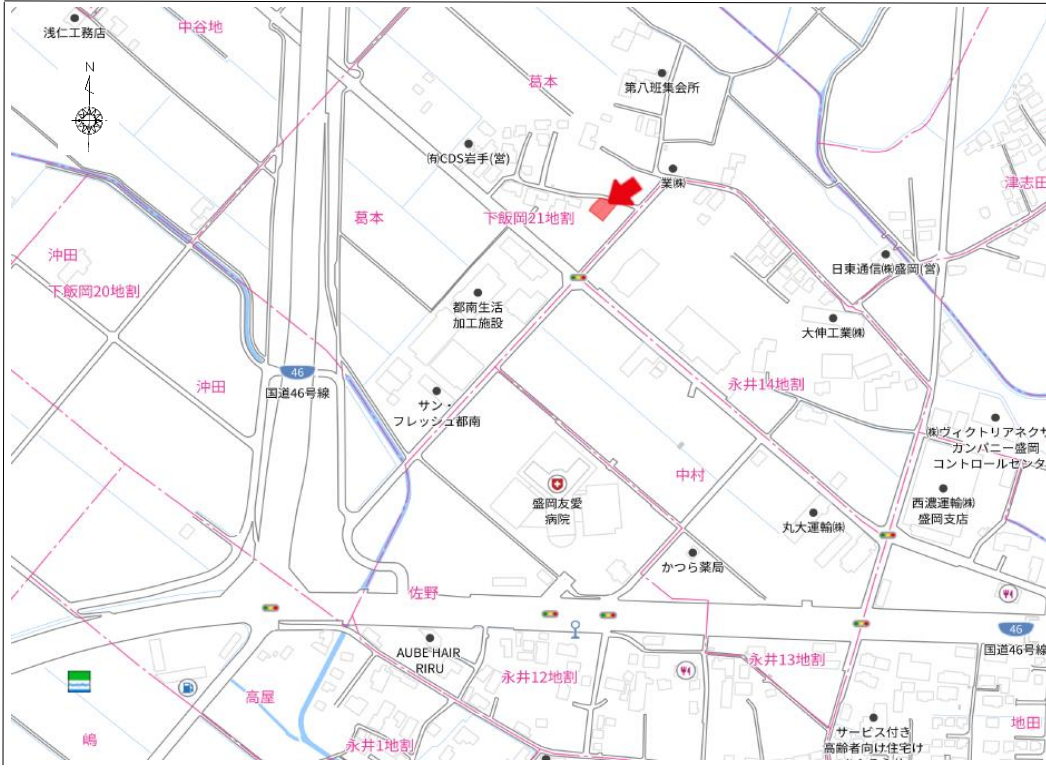 浅仁工務店
中谷地
N
葛本
第八班集会所
㈲CDS岩手(営)
業㈱
津志田
下飯岡21地割
葛本
沖田
下飯岡20地割
日東通信㈱盛岡(営)
都南生活
加工施設
大伸工業㈱
46
国道46号線
沖田
永井14地割
サン・
フレッシュ都南
㈱ヴィクトリアネクサ
カンパニー盛岡
コントロールセンタ
中村
盛岡友愛
病院
西濃運輸㈱
盛岡支店
丸大運輸㈱
かつら薬局
佐野
46
国道46号線
AUBE HAIR
RIRU
永井12地割
永井13地割
高屋
地田
嶋
永井1地割
サービス付き
高齢者向け住宅け